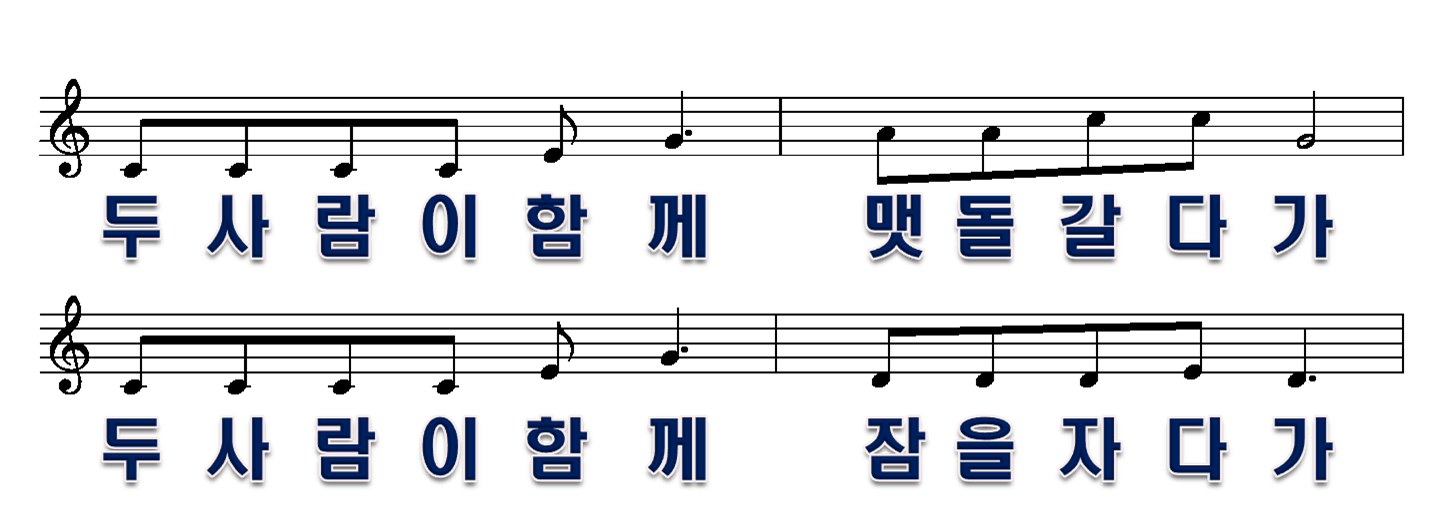 두 사 람 이 함 께 맷 돌 갈 다 가
두 사 람 이 함 께 잠 을 자 다 가